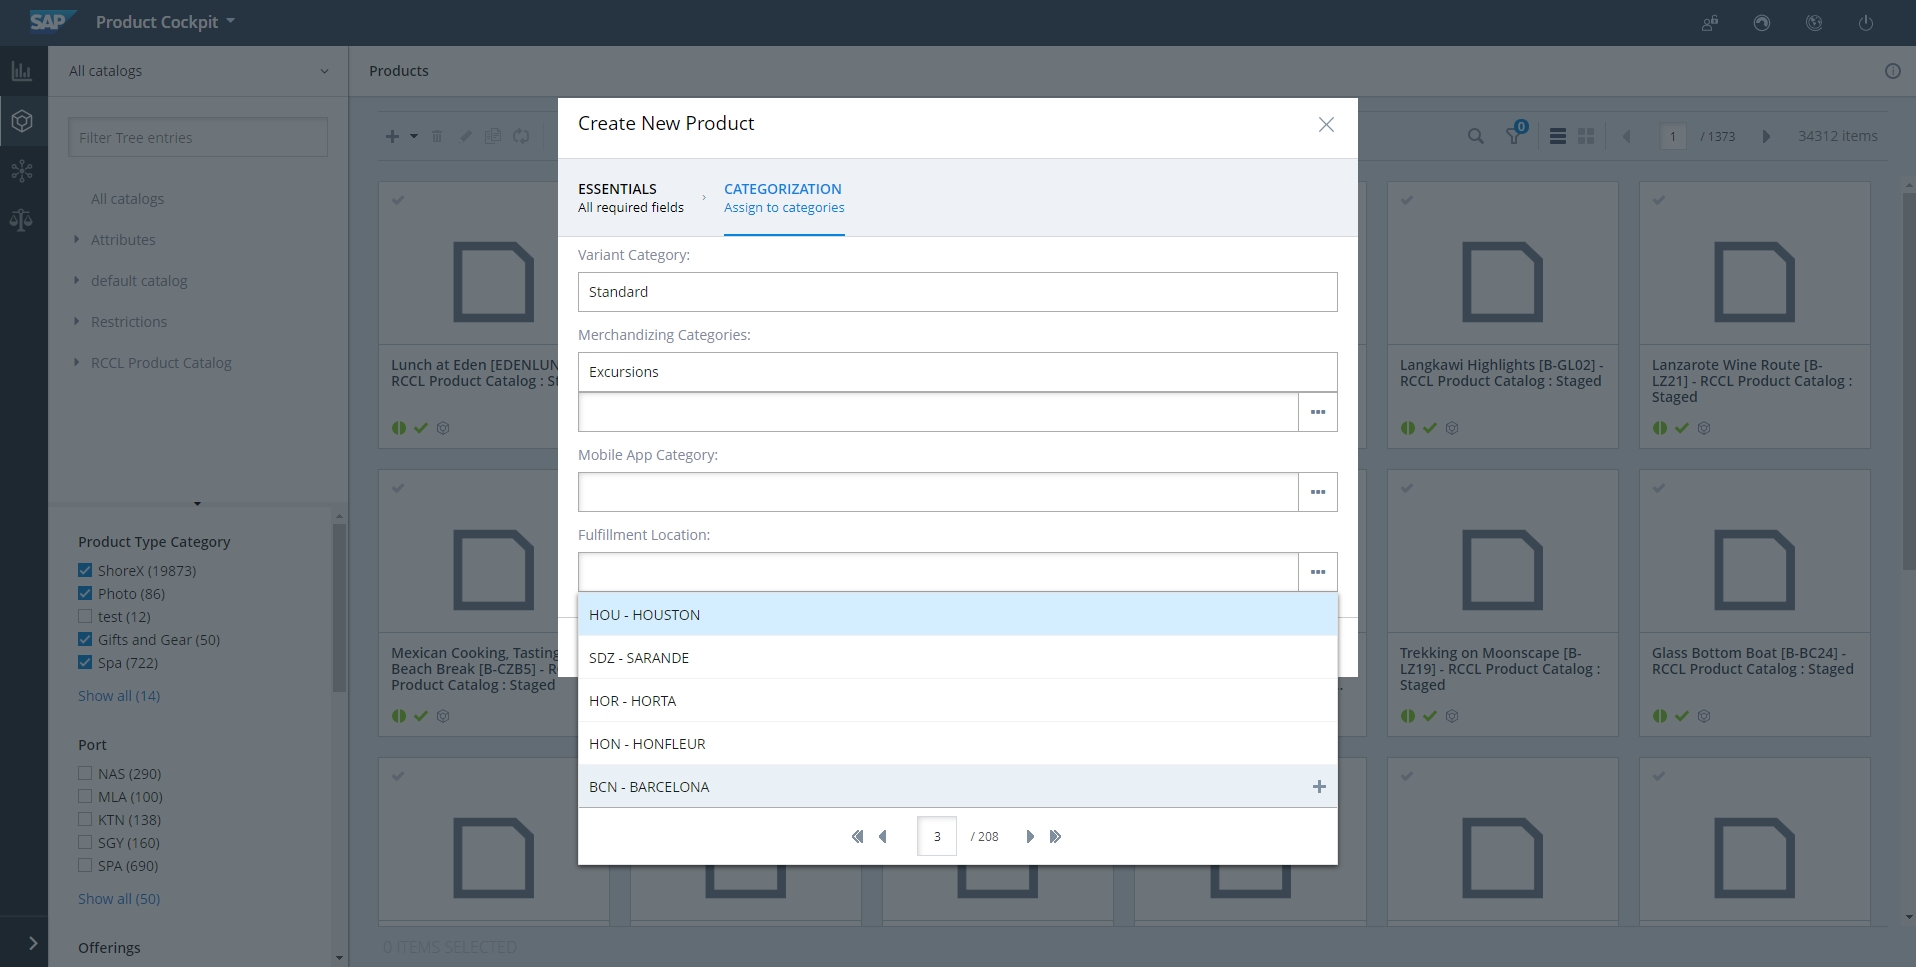 SAP Product Cockpit
All catalogs
Products
Filter Tree entries
All catalogs
Attributes
default catalog
Restrictions
RCCL Product Catalog
Product Type Category
ShoreX (19873)
Photo (86)
test (12)
Gifts and Gear (50)
Spa (722)
Show all (14)
Port
NAS (290)
MLA (100)
KTN (138)
SGY (160)
SPA (690)
Show all (50)
Offerings
0
1 / 1373
34312 items
Lunch at Eden [EDENLUN
RCCL Product Catalog : St
Langkawi Highlights [B-GL02] -
RCCL Product Catalog : Staged
Lanzarote Wine Route [B-
LZ21] - RCCL Product Catalog :
Staged
Mexican Cooking, Tasting
Beach Break [B-CZB5] - R
Product Catalog : Staged
Trekking on Moonscape [B-
LZ19] - RCCL Product Catalog :
Staged
Glass Bottom Boat [B-BC24] -
RCCL Product Catalog : Staged
0 ITEMS SELECTED
Create New Product
ESSENTIALS
All required fields
CATEGORIZATION
Assign to categories
Variant Category:
Standard
Merchandizing Categories:
Excursions
Mobile App Category:
Fulfillment Location:
HOU - HOUSTON
SDZ - SARANDE
HOR - HORTA
HON - HONFLEUR
BCN - BARCELONA
3 / 208